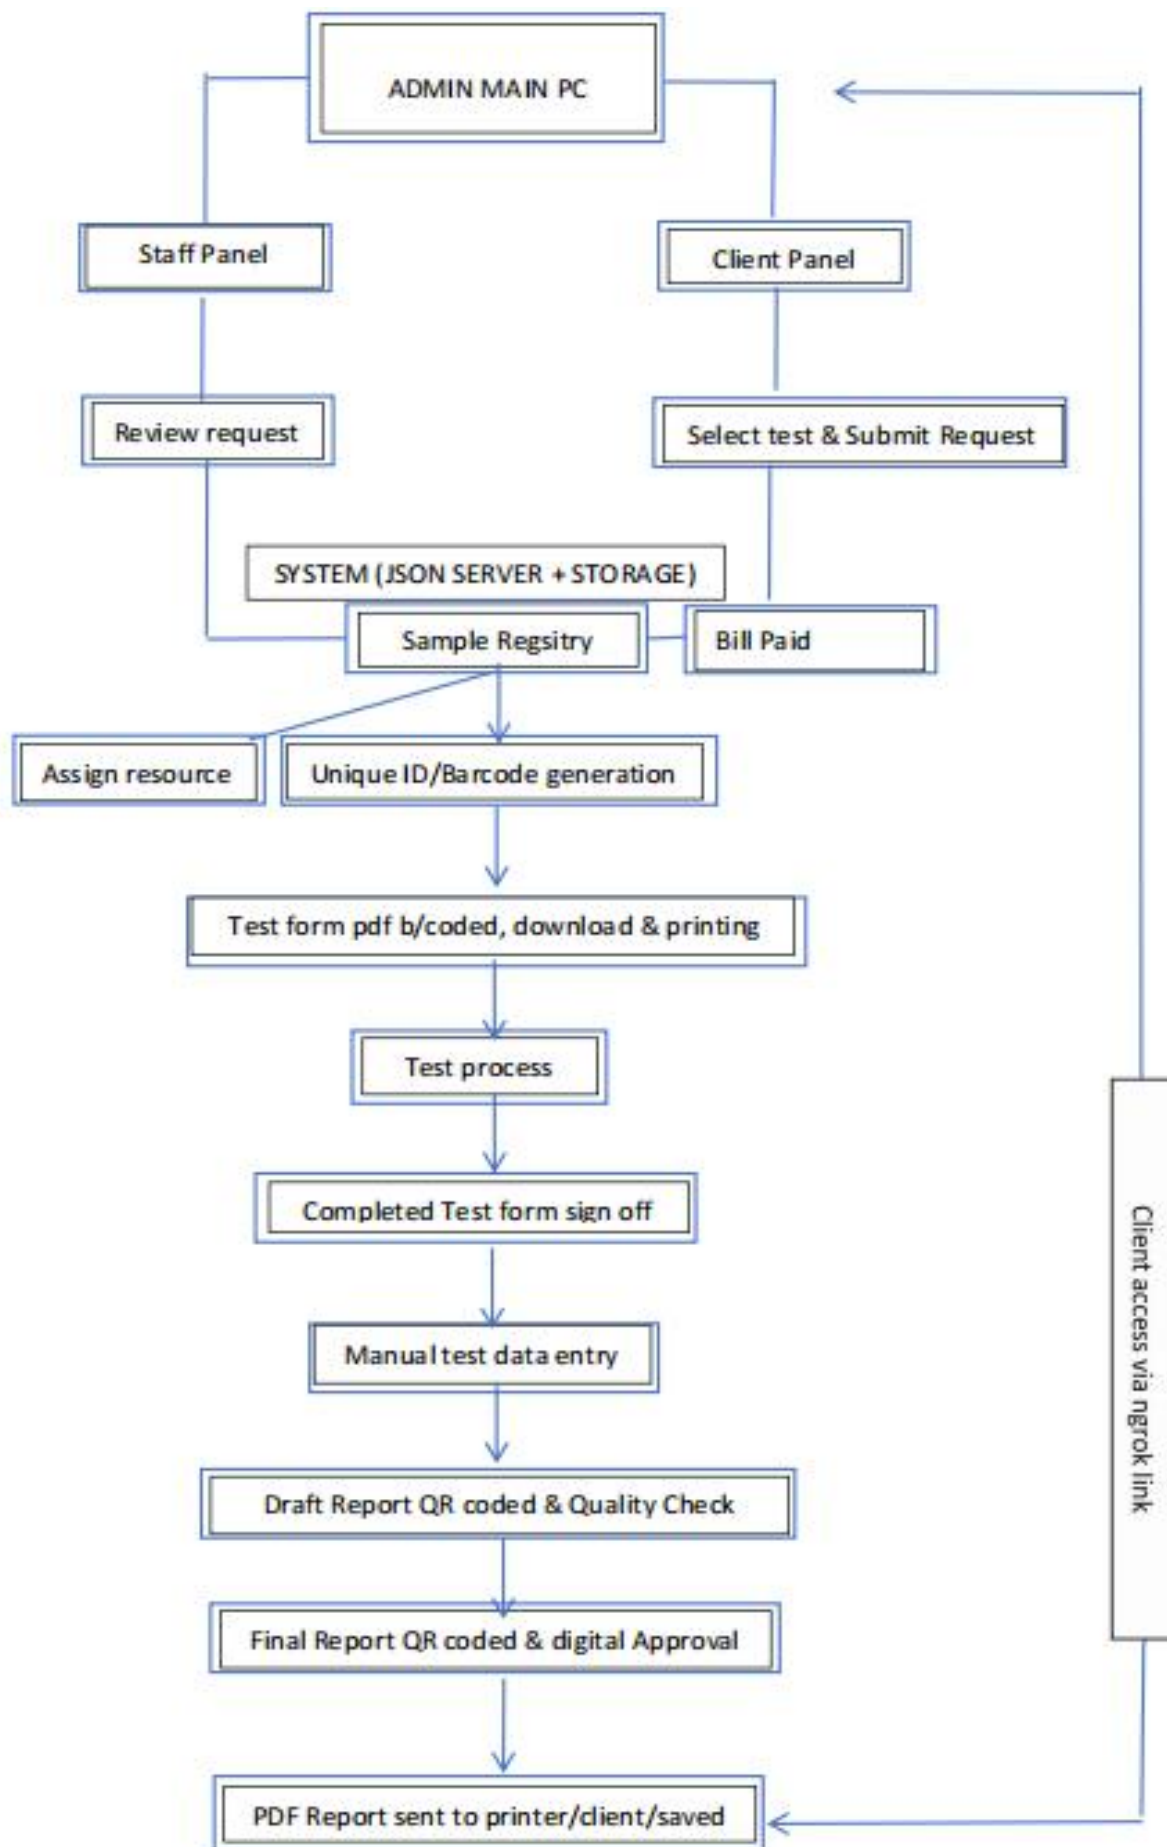 ADMIN MAIN PC
Staff Panel
Client Panel
Review request
Select test & Submit Request
SYSTEM (JSON SERVER + STORAGE)
Sample Regsitry
Bill Paid
Assign resource
Unique ID/Barcode generation
Test form pdf b/coded, download & printing
Test process
Completed Test form sign off
Manual test data entry
Draft Report QR coded & Quality Check
Final Report QR coded & digital Approval
PDF Report sent to printer/client/saved
Client access via ngrok link